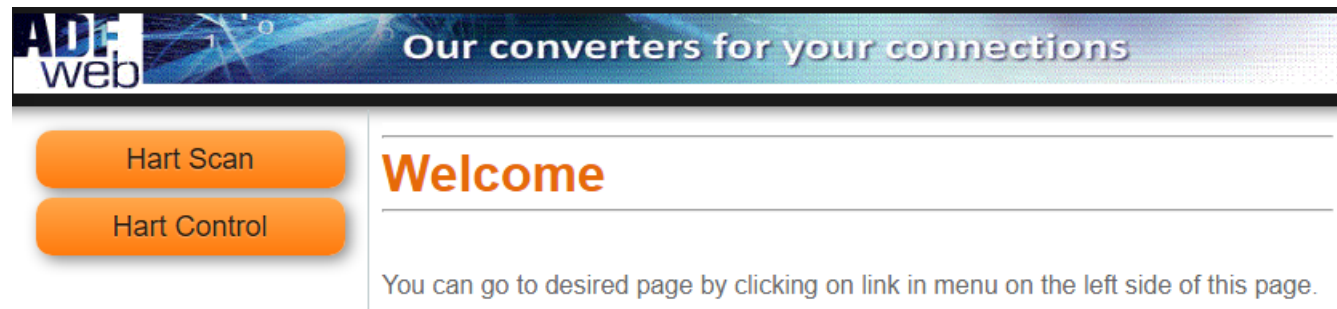 ADF
web
Our converters for your connections
Hart Scan
Hart Control
Welcome
You can go to desired page by clicking on link in menu on the left side of this page.